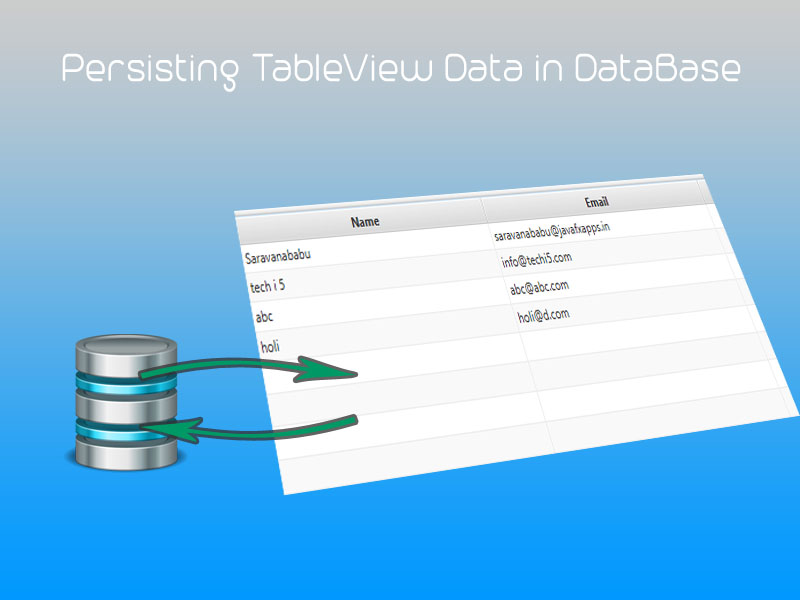 Persisting TableView Data in DataBase
Name Email
Saravanababu saravanababu@javafxapps.in
tech i 5 info@techi5.com
abc abc@abc.com
holi holi@d.com